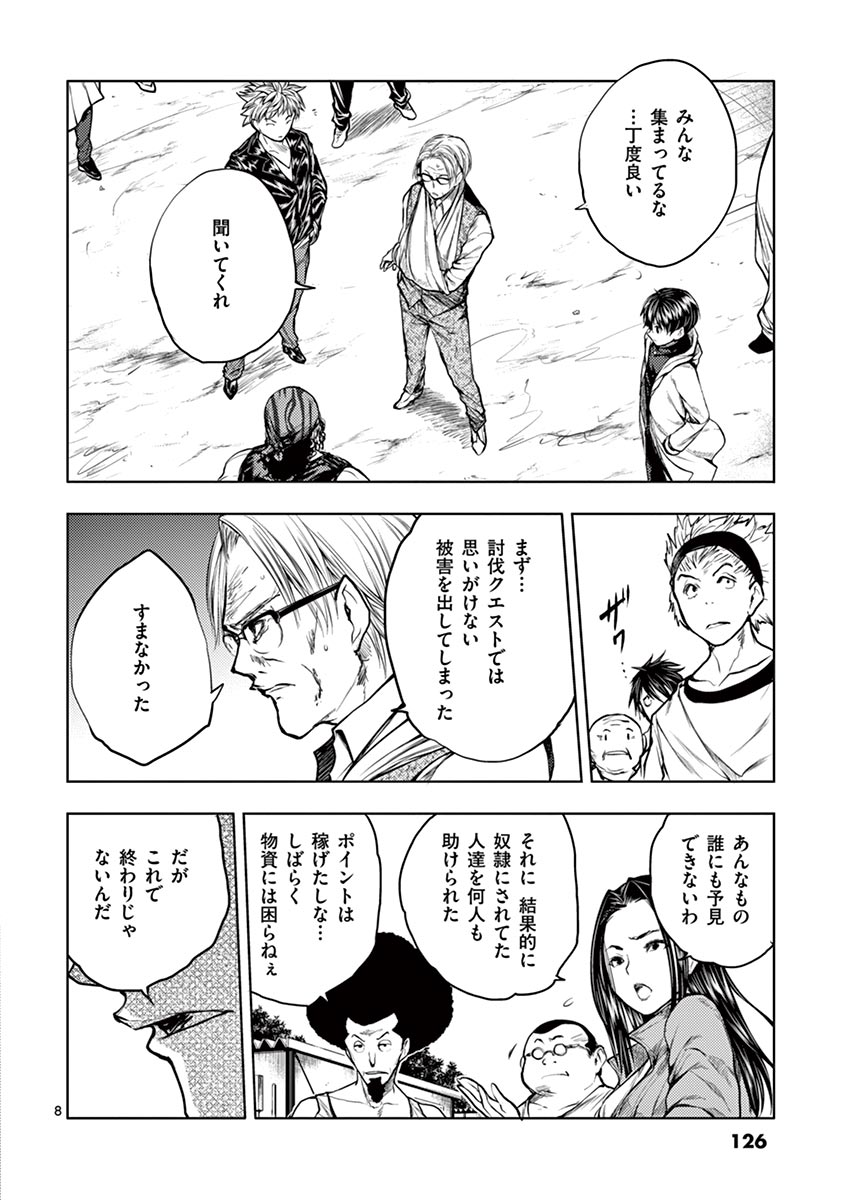 みんな
集まってるな
…丁度良い
聞いてくれ
ザワ
まず…
討伐クエストでは
思いがけない
被害を出してしまった
すまなかった
あんなもの
誰にも予見
できないわ
それに 結果的に
奴隷にされてた
人達を何人も
助けられた
ポイントは
稼げたしな…
しばらく
物資には困らねぇ
だが
これで
終わりじゃ
ないんだ
8
126